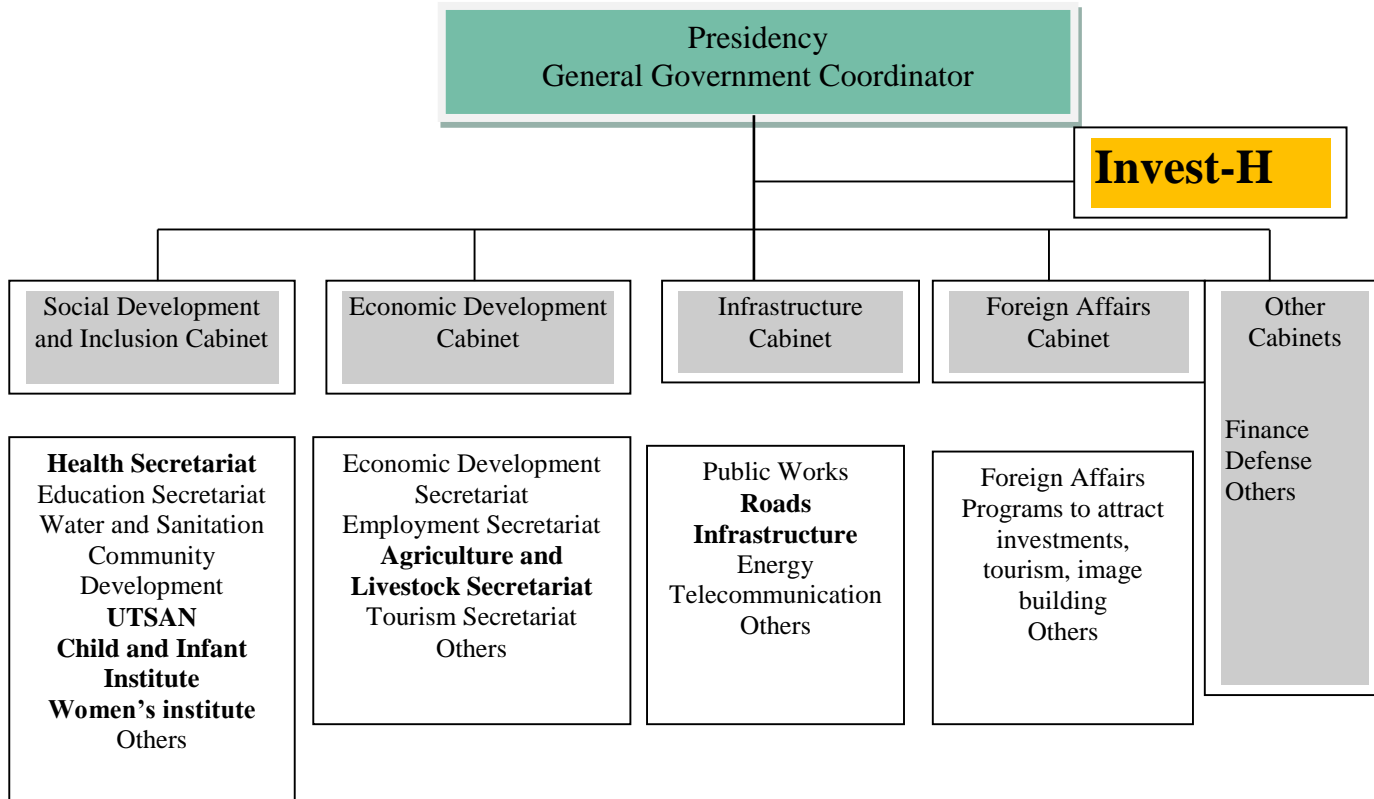 Presidency
General Government Coordinator
Invest-H
Social Development
and Inclusion Cabinet
Economic Development
Cabinet
Infrastructure
Cabinet
Foreign Affairs
Cabinet
Other
Cabinets
Finance
Defense
Others
Health Secretariat
Education Secretariat
Water and Sanitation
Community
Development
UTSAN
Child and Infant
Institute
Women’s institute
Others
Economic Development
Secretariat
Employment Secretariat
Agriculture and
Livestock Secretariat
Tourism Secretariat
Others
Public Works
Roads
Infrastructure
Energy
Telecommunication
Others
Foreign Affairs
Programs to attract
investments,
tourism, image
building
Others